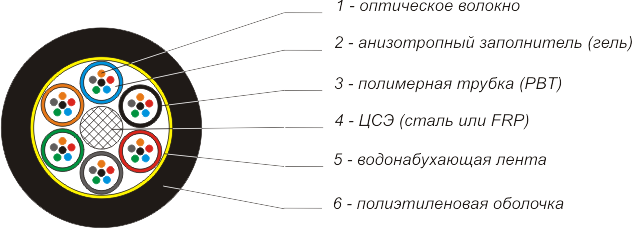 1 - оптическое волокно
2 - анизотропный заполнитель (гель)
3 - полимерная трубка (PBT)
4 - ЦСЭ (сталь или FRP)
5 - водонабухающая лента
6 - полиэтиленовая оболочка